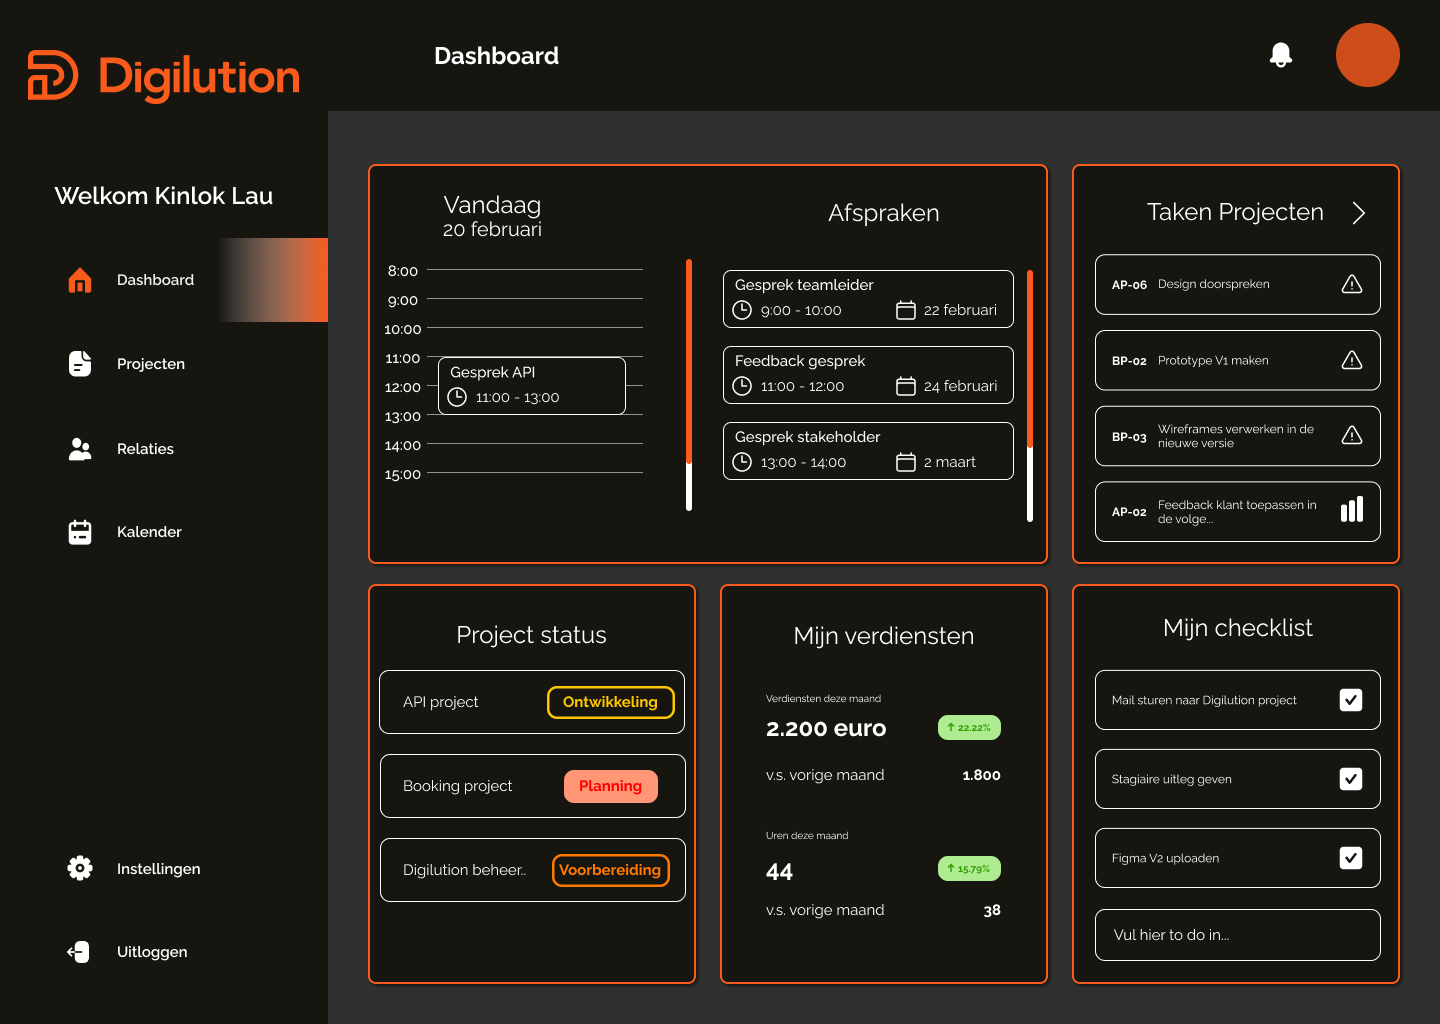 Digilution
Dashboard
Welkom Kinlok Lau
Dashboard
Projecten
Relaties
Kalender
Instellingen
Uitloggen
Vandaag
20 februari
8:00
9:00
10:00
11:00
12:00
13:00
14:00
15:00
Gesprek API
11:00 - 13:00
Afspraken
Gesprek teamleider
9:00 - 10:00 22 februari
Feedback gesprek
11:00 - 12:00 24 februari
Gesprek stakeholder
13:00 - 14:00 2 maart
Taken Projecten
AP-06 Design doorspreken
BP-02 Prototype V1 maken
BP-03 Wireframes verwerken in de
nieuwe versie
AP-02 Feedback klant toepassen in
de volge...
Project status
API project Ontwikkeling
Booking project Planning
Digilution beheer.. Voorbereiding
Mijn verdiensten
Verdiensten deze maand
2.200 euro 22.22%
v.s. vorige maand 1.800
Uren deze maand
44 15.79%
v.s. vorige maand 38
Mijn checklist
Mail sturen naar Digilution project
Stagiaire uitleg geven
Figma V2 uploaden
Vul hier to do in...